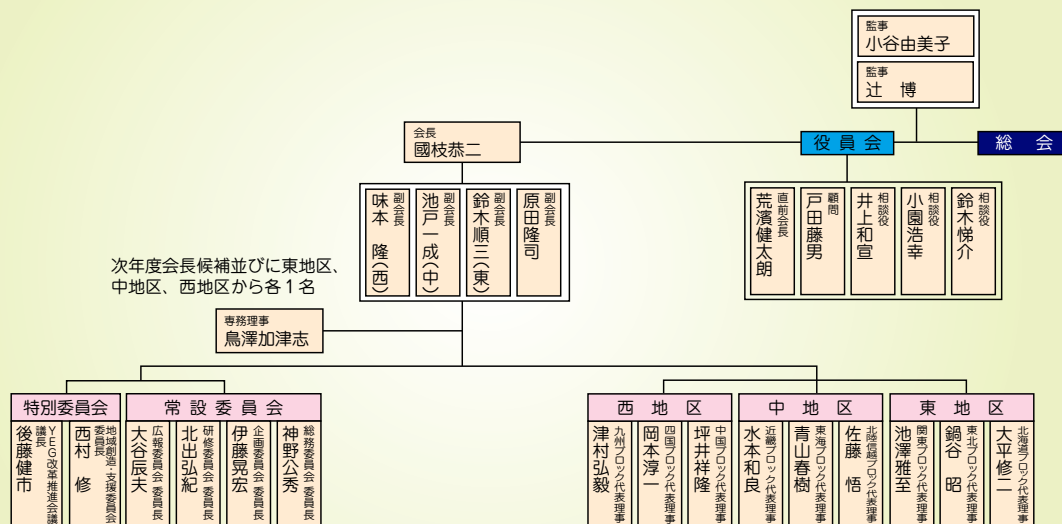 監事
小谷由美子
監事
辻　博
総　会
役 員 会
会長
國枝恭二
相談役
鈴木悌介
相談役
小園浩幸
相談役
井上和宣
顧問
戸田藤男
直前会長
荒濱健太朗
副会長
原田隆司
副会長
鈴木順三(東)
副会長
池戸一成(中)
副会長
味本　隆(西)
次年度会長候補並びに東地区、
中地区、西地区から各１名
専務理事
鳥澤加津志
東　地　区
北海道ブロック代表理事
大平修二
東北ブロック代表理事
鍋谷　昭
関東ブロック代表理事
池澤雅至
中　地　区
北陸信越ブロック代表理事
佐藤　悟
東海ブロック代表理事
青山春樹
近畿ブロック代表理事
水本和良
西　地　区
中国ブロック代表理事
坪井祥隆
四国ブロック代表理事
岡本淳一
九州ブロック代表理事
津村弘毅
常 設 委 員 会
総務委員会 委員長
神野公秀
企画委員会 委員長
伊藤晃宏
研修委員会 委員長
北出弘紀
広報委員会 委員長
大谷辰夫
特別委員会
地域創造・支援委員会
委員長
西村　修
ＹＥＧ改革推進会議
議長
後藤健市